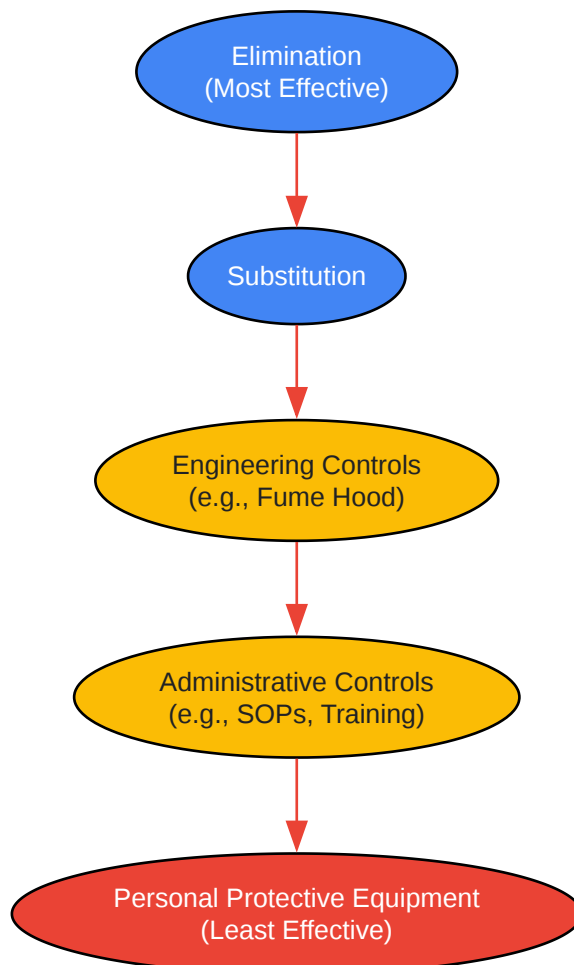 Elimination
(Most Effective)
Substitution
Engineering Controls
(e.g., Fume Hood)
Administrative Controls
(e.g., SOPs, Training)
Personal Protective Equipment
(Least Effective)